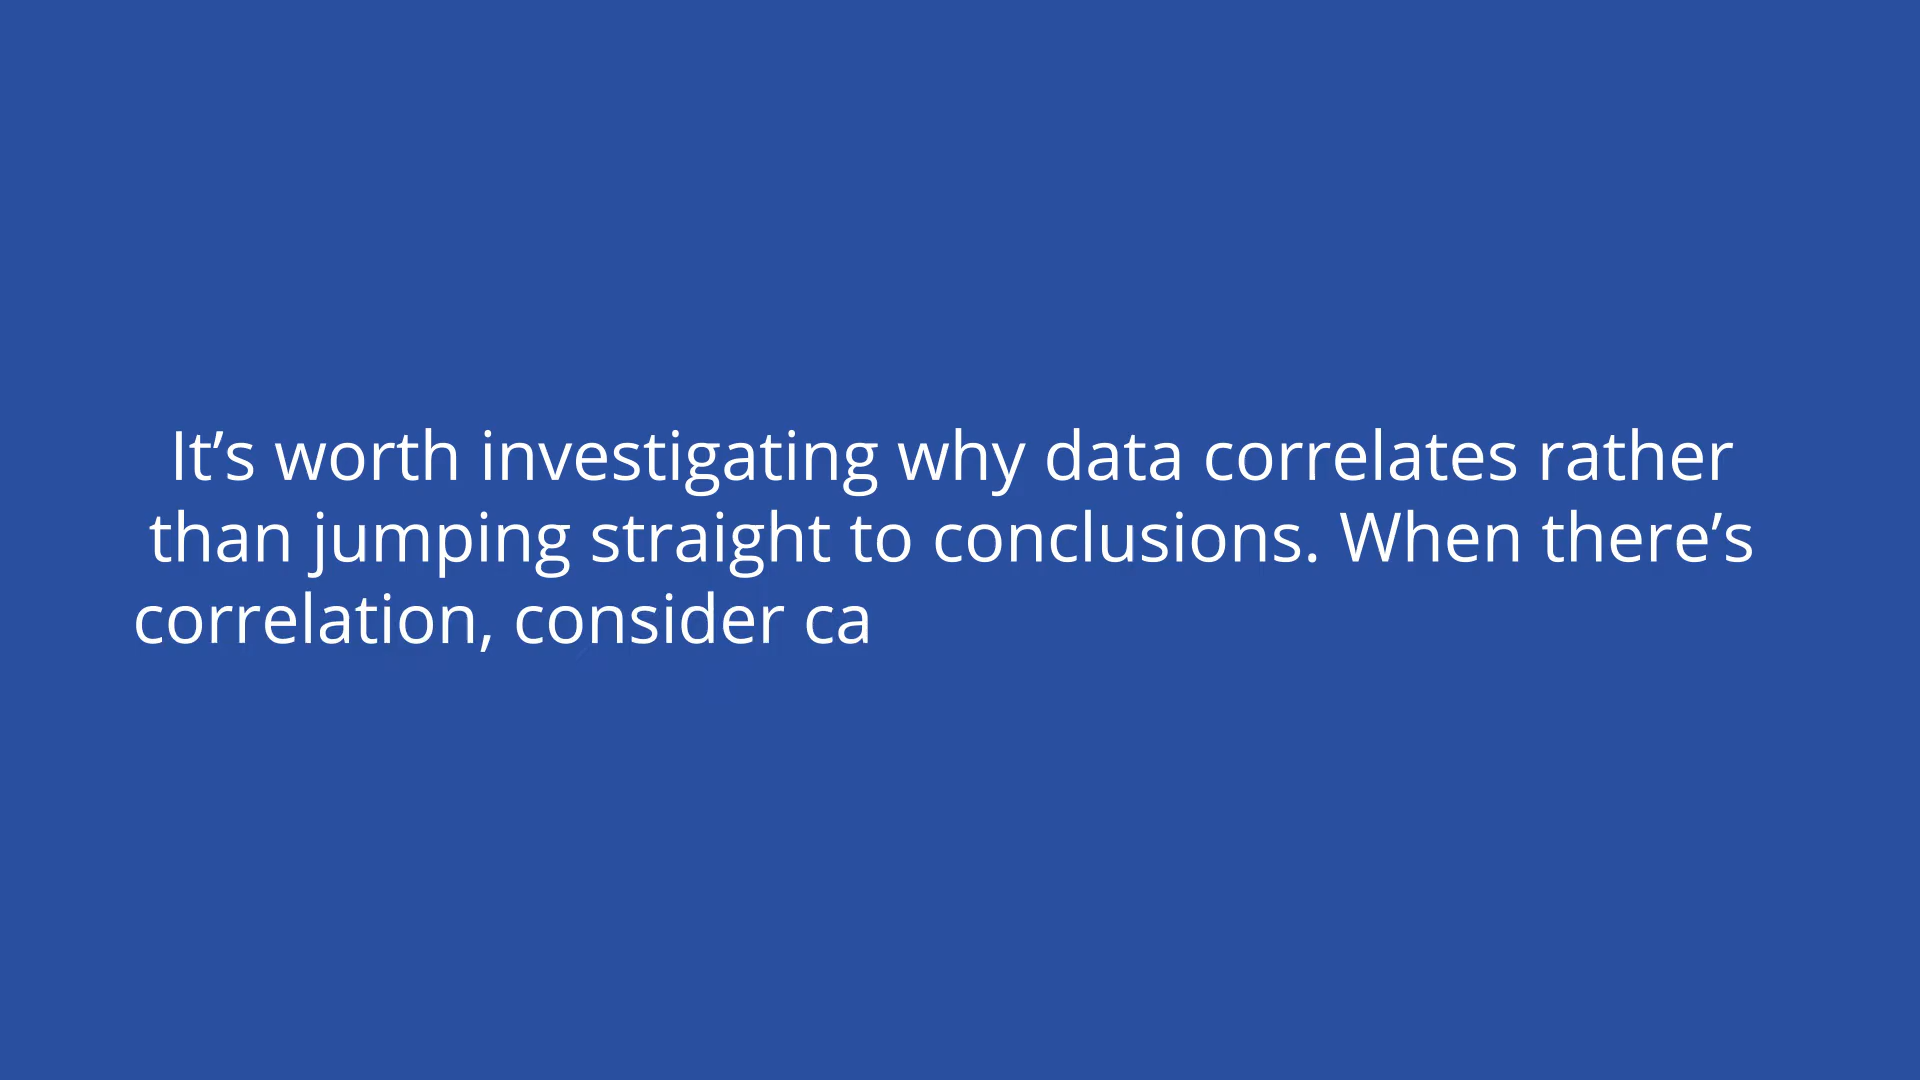 It’s worth investigating why data correlates rather
than jumping straight to conclusions. When there’s
correlation, consider ca